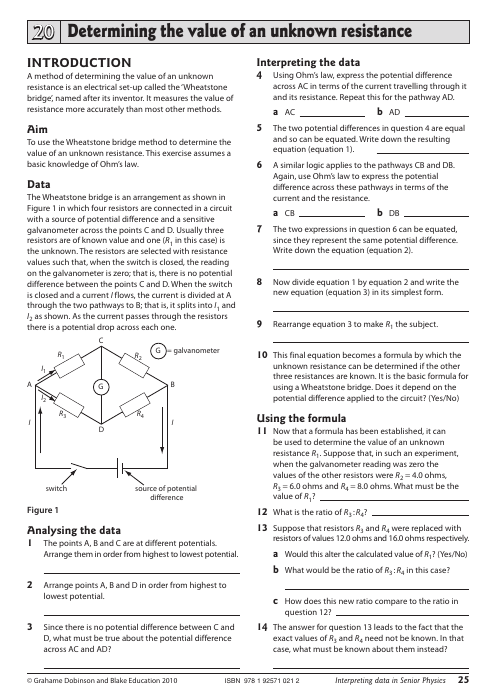 20 Determining the value of an unknown resistance
INTRODUCTION
A method of determining the value of an unknown
resistance is an electrical set-up called the 'Wheatstone
bridge', named after its inventor. It measures the value of
resistance more accurately than most other methods.
Aim
To use the Wheatstone bridge method to determine the
value of an unknown resistance. This exercise assumes a
basic knowledge of Ohm's law.
Data
The Wheatstone bridge is an arrangement as shown in
Figure 1 in which four resistors are connected in a circuit
with a source of potential difference and a sensitive
galvanometer across the points C and D. Usually three
resistors are of known value and one (R1 in this case) is
the unknown. The resistors are selected with resistance
values such that, when the switch is closed, the reading
on the galvanometer is zero; that is, there is no potential
difference between the points C and D. When the switch
is closed and a current I flows, the current is divided at A
through the two pathways to B; that is, it splits into I1 and
I2 as shown. As the current passes through the resistors
there is a potential drop across each one.
C
G = galvanometer
R1
R2
I1
A
G
B
I2
R3
R4
D
I
I
switch
source of potential
difference
Figure 1
Analysing the data
1 The points A, B and C are at different potentials.
Arrange them in order from highest to lowest potential.
2 Arrange points A, B and D in order from highest to
lowest potential.
3 Since there is no potential difference between C and
D, what must be true about the potential difference
across AC and AD?
Interpreting the data
4 Using Ohm's law, express the potential difference
across AC in terms of the current travelling through it
and its resistance. Repeat this for the pathway AD.
a AC b AD
5 The two potential differences in question 4 are equal
and so can be equated. Write down the resulting
equation (equation 1).
6 A similar logic applies to the pathways CB and DB.
Again, use Ohm's law to express the potential
difference across these pathways in terms of the
current and the resistance.
a CB b DB
7 The two expressions in question 6 can be equated,
since they represent the same potential difference.
Write down the equation (equation 2).
8 Now divide equation 1 by equation 2 and write the
new equation (equation 3) in its simplest form.
9 Rearrange equation 3 to make R1 the subject.
10 This final equation becomes a formula by which the
unknown resistance can be determined if the other
three resistances are known. It is the basic formula for
using a Wheatstone bridge. Does it depend on the
potential difference applied to the circuit? (Yes/No)
Using the formula
11 Now that a formula has been established, it can
be used to determine the value of an unknown
resistance R1. Suppose that, in such an experiment,
when the galvanometer reading was zero the
values of the other resistors were R2 = 4.0 ohms,
R3 = 6.0 ohms and R4 = 8.0 ohms. What must be the
value of R1?
12 What is the ratio of R3:R4?
13 Suppose that resistors R3 and R4 were replaced with
resistors of values 12.0 ohms and 16.0 ohms respectively.
a Would this alter the calculated value of R1? (Yes/No)
b What would be the ratio of R3:R4 in this case?
c How does this new ratio compare to the ratio in
question 12?
14 The answer for question 13 leads to the fact that the
exact values of R3 and R4 need not be known. In that
case, what must be known about them instead?
© Grahame Dobinson and Blake Education 2010 ISBN 978 1 92571 021 2 Interpreting data in Senior Physics 25